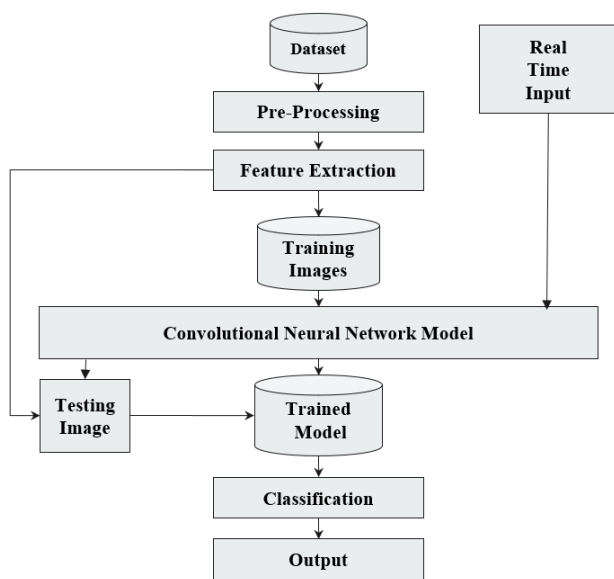 Dataset
Real
Time
Input
Pre-Processing
Feature Extraction
Training
Images
Convolutional Neural Network Model
Testing
Image
Trained
Model
Classification
Output